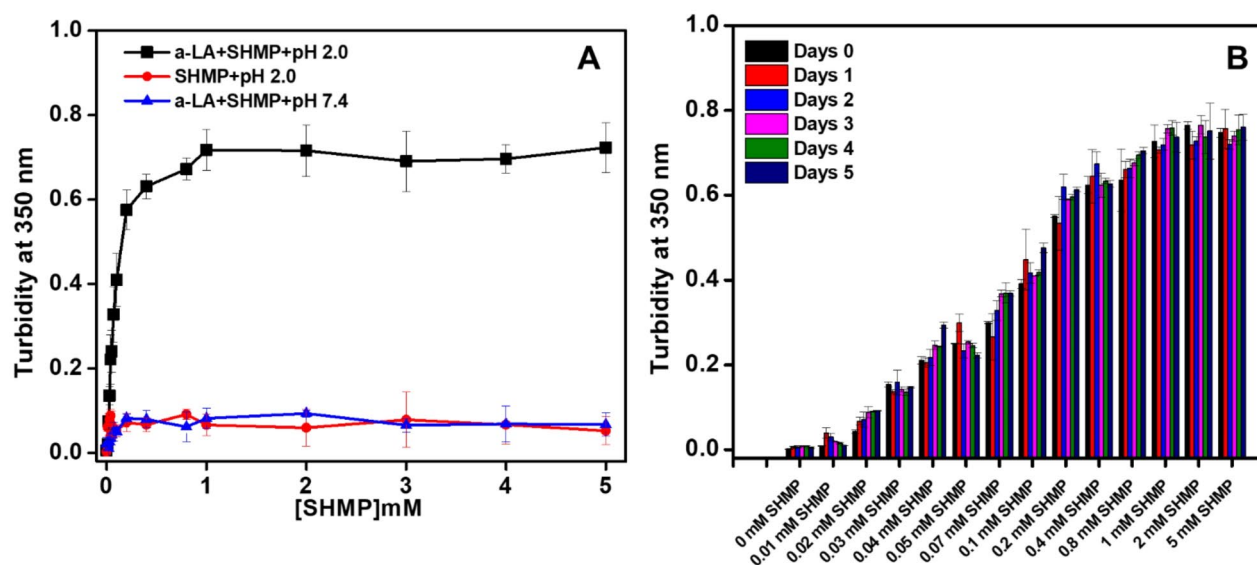 A
a-LA+SHMP+pH 2.0
SHMP+pH 2.0
a-LA+SHMP+pH 7.4
Turbidity at 350 nm
1.0
0.8
0.6
0.4
0.2
0.0
0
1
2
3
4
5
[SHMP]mM
B
Days 0
Days 1
Days 2
Days 3
Days 4
Days 5
Turbidity at 350 nm
1.0
0.8
0.6
0.4
0.2
0.0
0 mM SHMP
0.01 mM SHMP
0.02 mM SHMP
0.03 mM SHMP
0.04 mM SHMP
0.05 mM SHMP
0.07 mM SHMP
0.1 mM SHMP
0.2 mM SHMP
0.4 mM SHMP
0.8 mM SHMP
1 mM SHMP
2 mM SHMP
5 mM SHMP